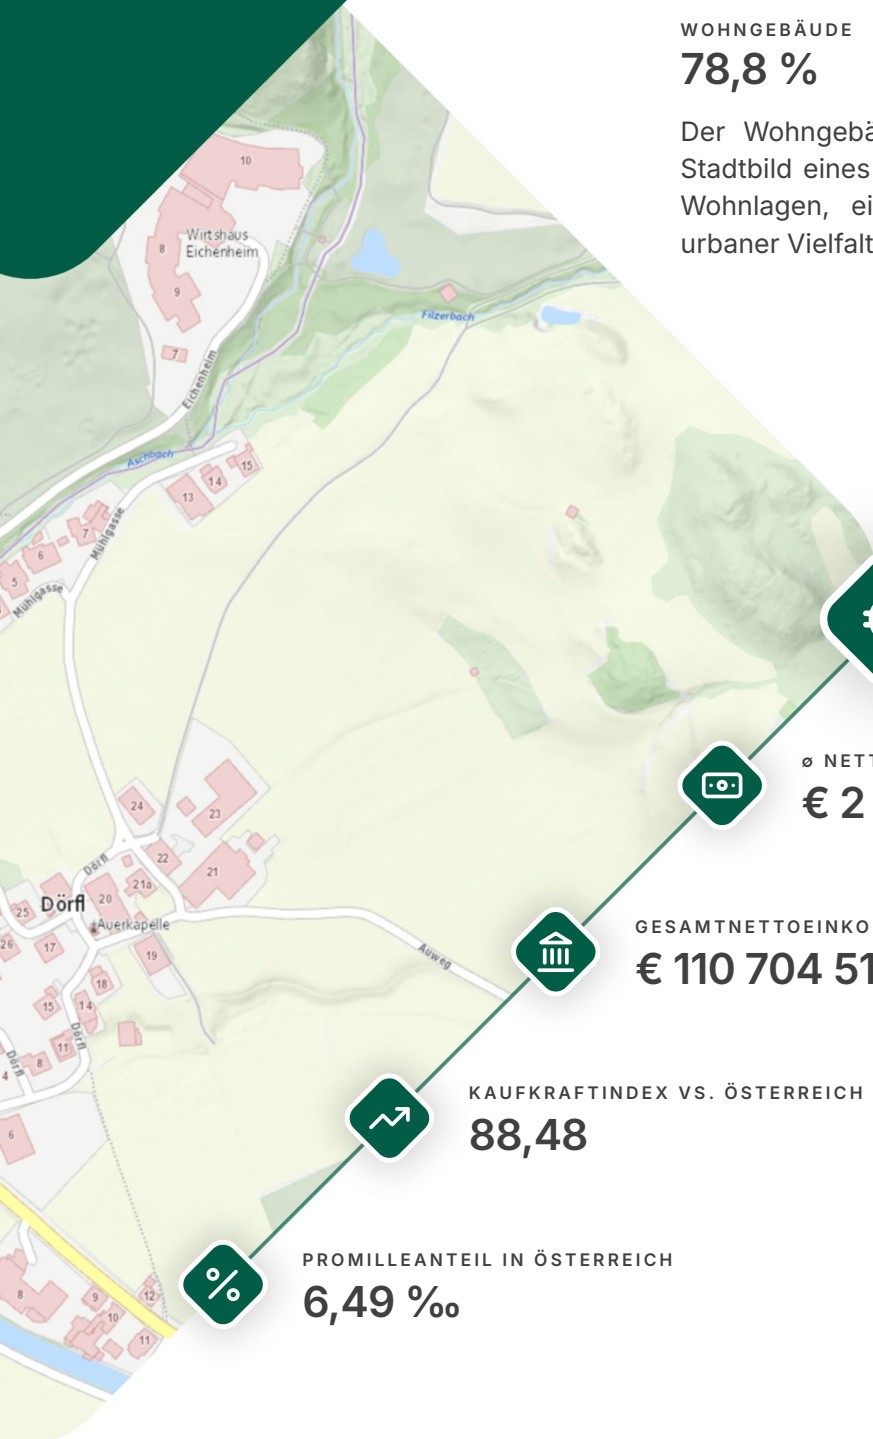 WOHNGEBÄUDE
78,8 %
Der Wohngebä
Stadtbild eines
Wohnlagen, ei
urbaner Vielfalt
10
Wirtshaus
8
Eichenheim
9
Filzerbach
7
Eichenheim
Aschbach
15
14
13
7
Mühlgasse
6
5
Mühlgasse
ø NETT
€ 2
24
23
22
Dörfl
21
21a
Dörfl
20
25
Auerkapelle
GESAMTNETTOEINKO
€ 110 704 51
26
17
19
Auweg
18
15
14
Dörfl
11
8
Dörfl
4
KAUFKRAFTINDEX VS. ÖSTERREICH
88,48
6
PROMILLEANTEIL IN ÖSTERREICH
6,49 ‰
%
8
9
12
10
11